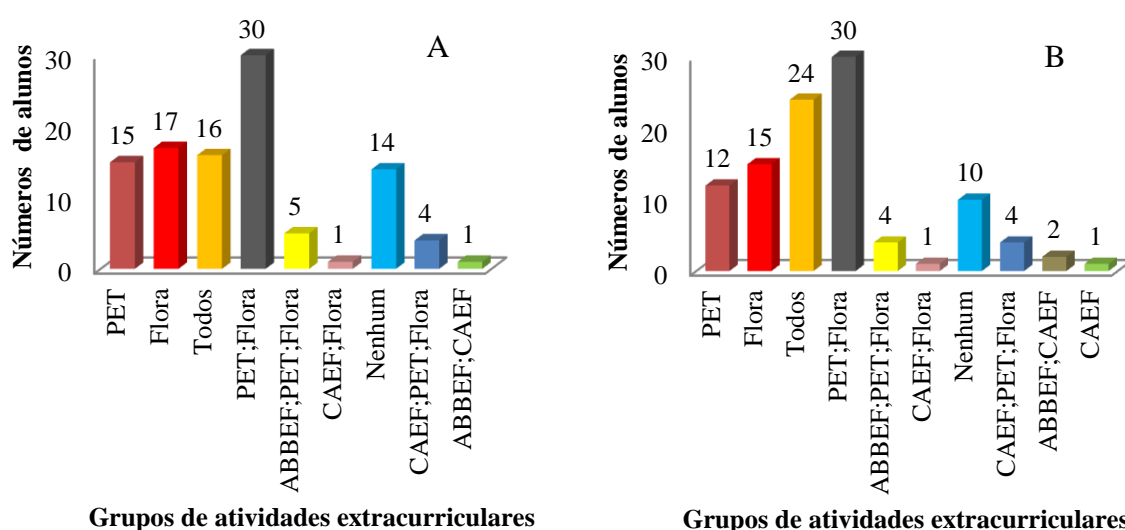 A
Números de alunos
30
20
10
0
15
17
16
30
5
1
14
4
1
PET
Flora
Todos
PET;Flora
ABBEF;PET;Flora
CAEF;Flora
Nenhum
CAEF;PET;Flora
ABBEF;CAEF
Grupos de atividades extracurriculares
B
Números de alunos
30
20
10
0
12
15
24
30
4
1
10
4
2
1
PET
Flora
Todos
PET;Flora
ABBEF;PET;Flora
CAEF;Flora
Nenhum
CAEF;PET;Flora
ABBEF;CAEF
CAEF
Grupos de atividades extracurriculares